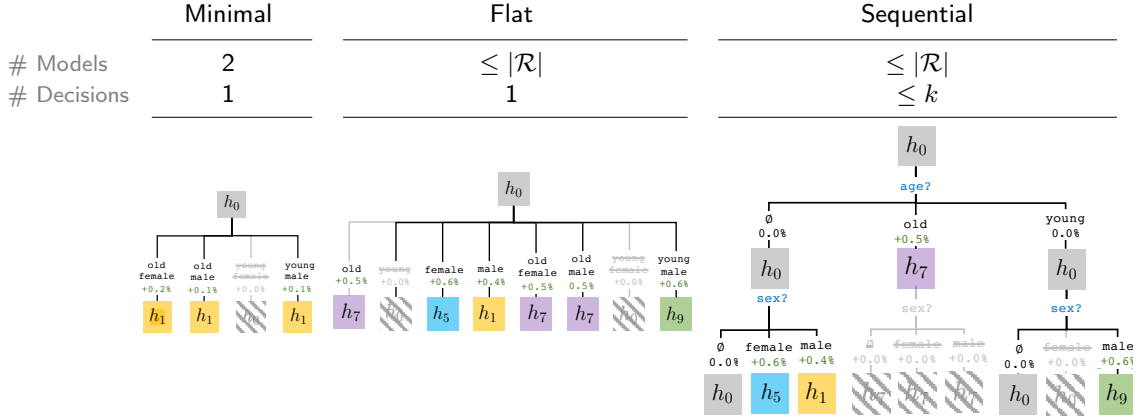 Minimal Flat Sequential
# Models 2 ≤ |R| ≤ |R|
# Decisions 1 1 ≤ k
h0
age?
h0
h0
∅ old young
0.0% +0.5% 0.0%
h0 h7 h0
old old young young
female male female male
+0.2% +0.1% +0.0% +0.1%
h1 h1 h0 h1
old young female male old old young young
female male female male
+0.5% +0.0% +0.6% +0.4% +0.5% 0.5% +0.0% +0.6%
h7 h0 h5 h1 h7 h7 h0 h9
sex? sex? sex?
∅ female male ∅ female male ∅ female male
0.0% +0.6% +0.4% +0.0% +0.0% +0.0% 0.0% +0.0% +0.6%
h0 h5 h1 h7 h7 h7 h0 h0 h9